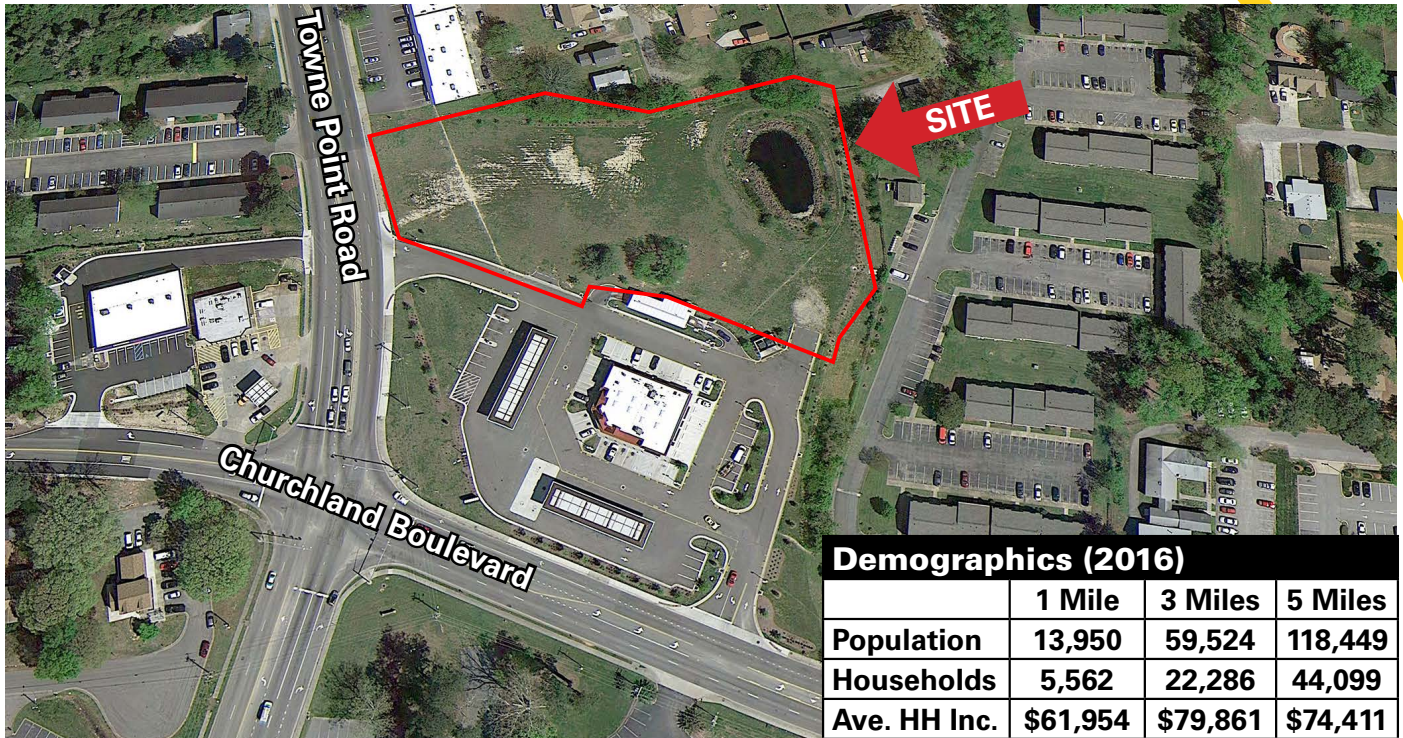 Towne Point Road
SITE
Churchland Boulevard
Demographics (2016)
1 Mile 3 Miles 5 Miles
Population 13,950 59,524 118,449
Households 5,562 22,286 44,099
Ave. HH Inc. $61,954 $79,861 $74,411